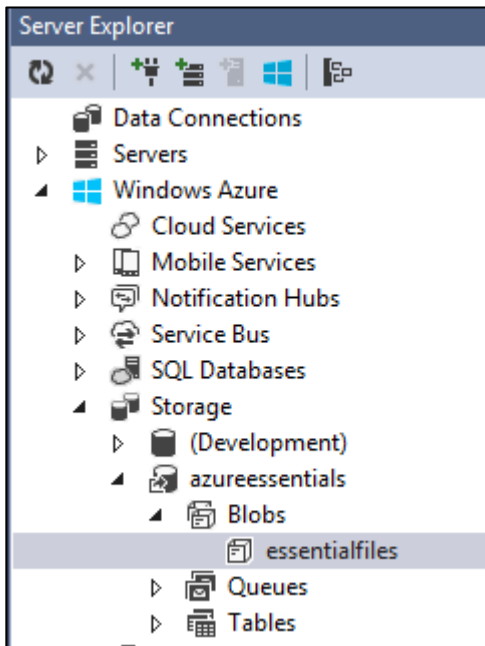 Server Explorer
Data Connections
Servers
Windows Azure
Cloud Services
Mobile Services
Notification Hubs
Service Bus
SQL Databases
Storage
(Development)
azureessentials
Blobs
essentialfiles
Queues
Tables